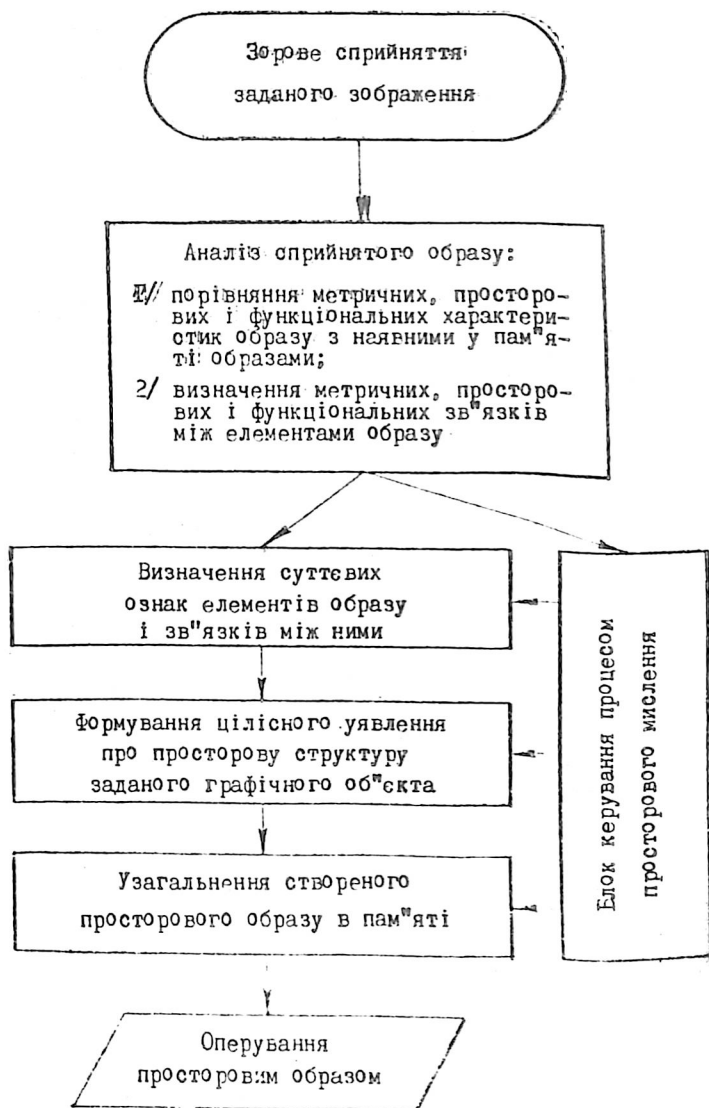 Зорове сприйняття
заданого зображення
Аналіз сприйнятого образу:
1/ порівняння метричних, просторо-
вих і функціональних характери-
стик образу з наявними у пам"я-
ті образами;
2/ визначення метричних, просторо-
вих і функціональних зв"язків
між елементами образу
Визначення суттєвих
ознак елементів образу
і зв"язків між ними
Формування цілісного уявлення
про просторову структуру
заданого графічного об"єкта
Узагальнення створеного
просторового образу в пам"яті
Блок керування процесом
просторового мислення
Оперування
просторовим образом